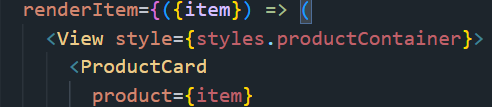 renderItem={({item}) => (
<View style={styles.productContainer}>
<ProductCard
product={item}